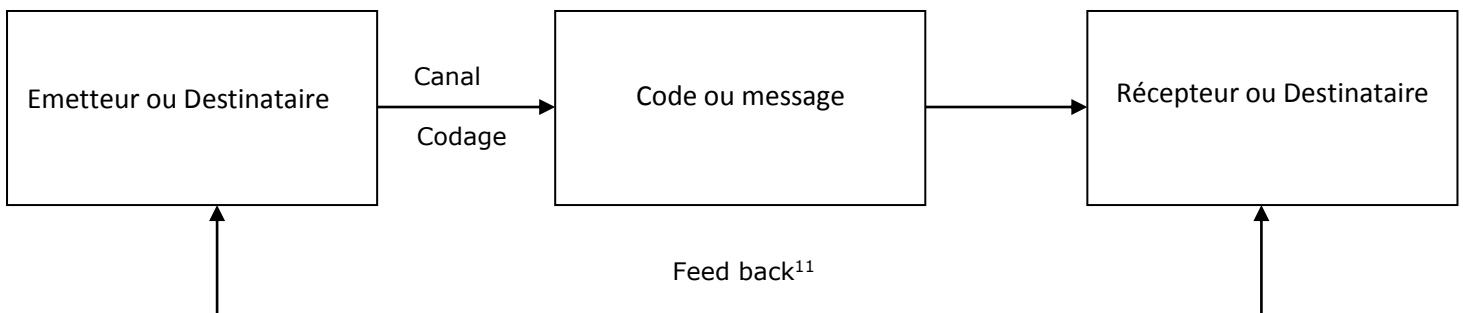 Emetteur ou Destinataire
Canal
Codage
Code ou message
Récepteur ou Destinataire
Feed back¹¹